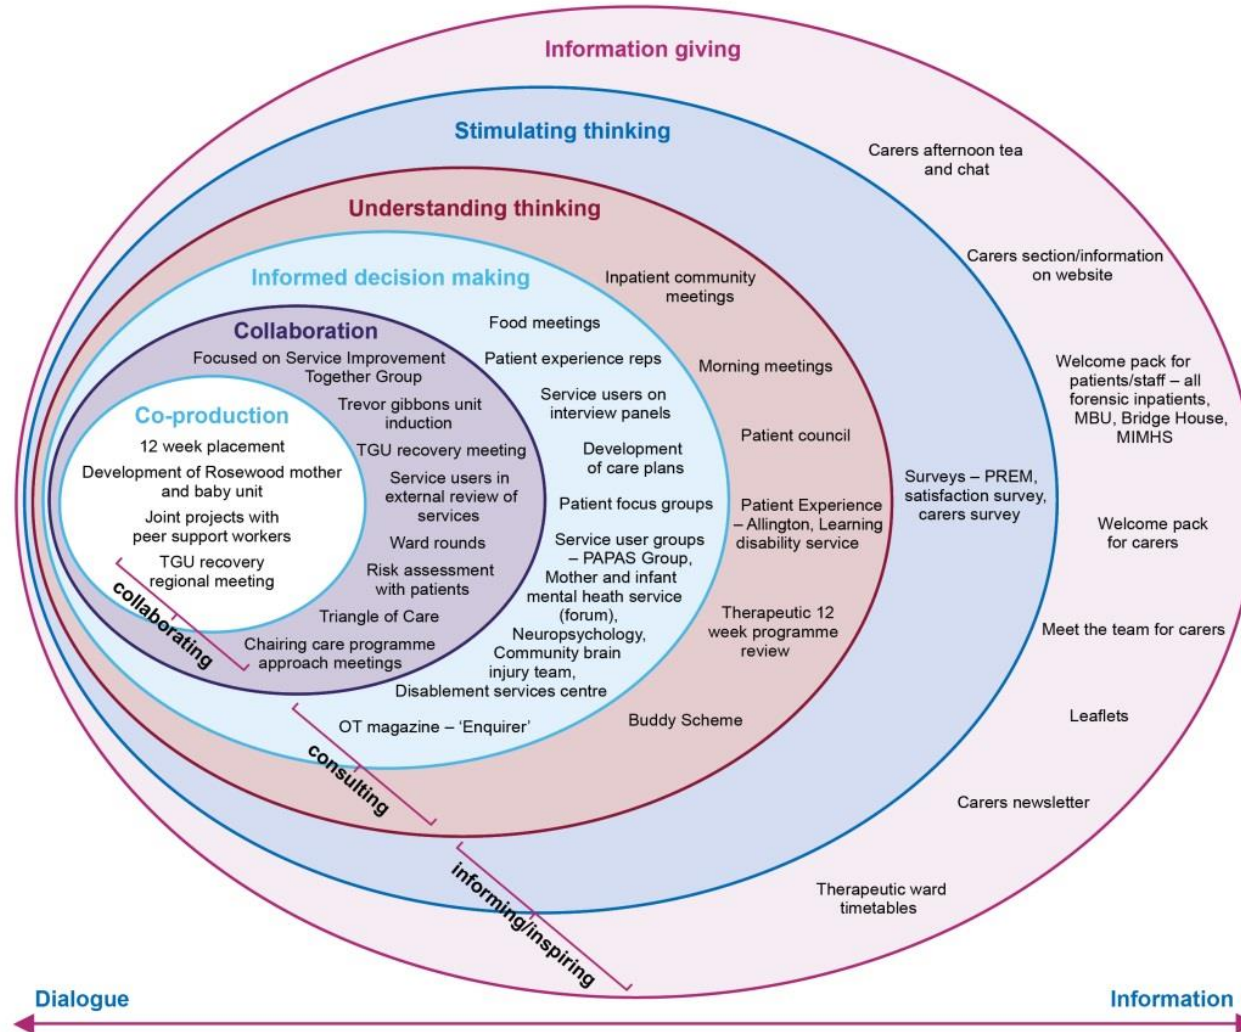 Information giving
Carers afternoon tea
and chat
Carers section/information
on website
Welcome pack for
patients/staff – all
forensic inpatients,
MBU, Bridge House,
MIMHS
Welcome pack
for carers
Meet the team for carers
Leaflets
Carers newsletter
Therapeutic ward
timetables
Stimulating thinking
Surveys – PREM,
satisfaction survey,
carers survey
Understanding thinking
Inpatient community
meetings
Morning meetings
Patient council
Patient Experience
– Allington, Learning
disability service
Therapeutic 12
week programme
review
Buddy Scheme
Informed decision making
Food meetings
Patient experience reps
Service users on
interview panels
Development
of care plans
Patient focus groups
Service user groups
– PAPAS Group,
Mother and infant
mental heath service
(forum),
Neuropsychology,
Community brain
injury team,
Disablement services centre
OT magazine – ‘Enquirer’
Collaboration
Focused on Service Improvement
Together Group
Trevor gibbons unit
induction
TGU recovery meeting
Service users in
external review of
services
Ward rounds
Risk assessment
with patients
Triangle of Care
Chairing care programme
approach meetings
Co-production
12 week placement
Development of Rosewood mother
and baby unit
Joint projects with
peer support workers
TGU recovery
regional meeting
collaborating
consulting
informing/inspiring
Dialogue
Information